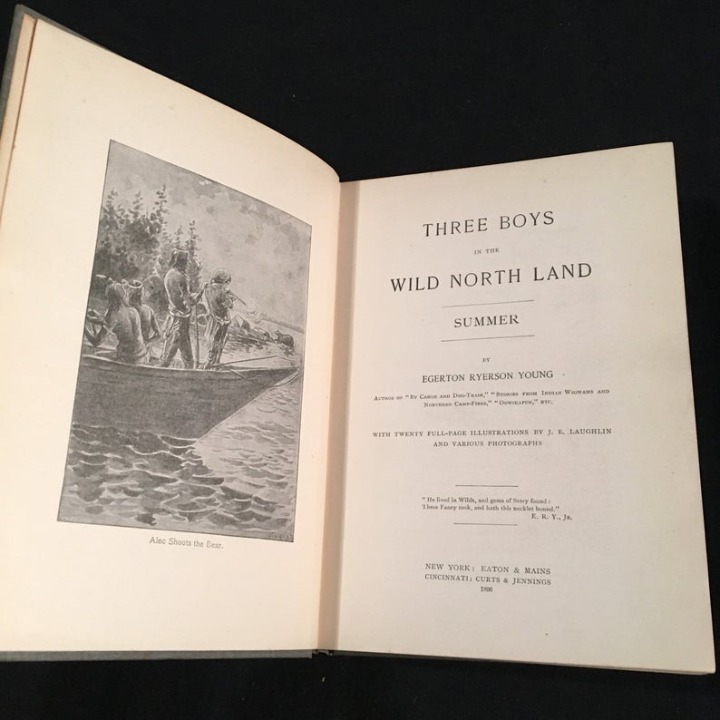 Alec Shoots the Bear.
THREE BOYS
IN THE
WILD NORTH LAND
SUMMER
BY
EGERTON RYERSON YOUNG
AUTHOR OF "BY CANOE AND DOG-TRAIN," "STORIES FROM INDIAN WIGWAMS AND
NORTHERN CAMP-FIRES," "OOWIKAPUN," ETC.
WITH TWENTY FULL-PAGE ILLUSTRATIONS BY J. E. LAUGHLIN
AND VARIOUS PHOTOGRAPHS
"He lived in Wilds, and gems of Story found:
These Fancy took, and hath this necklet bound."
E. R. Y., JR.
NEW YORK: EATON & MAINS
CINCINNATI: CURTS & JENNINGS
1896